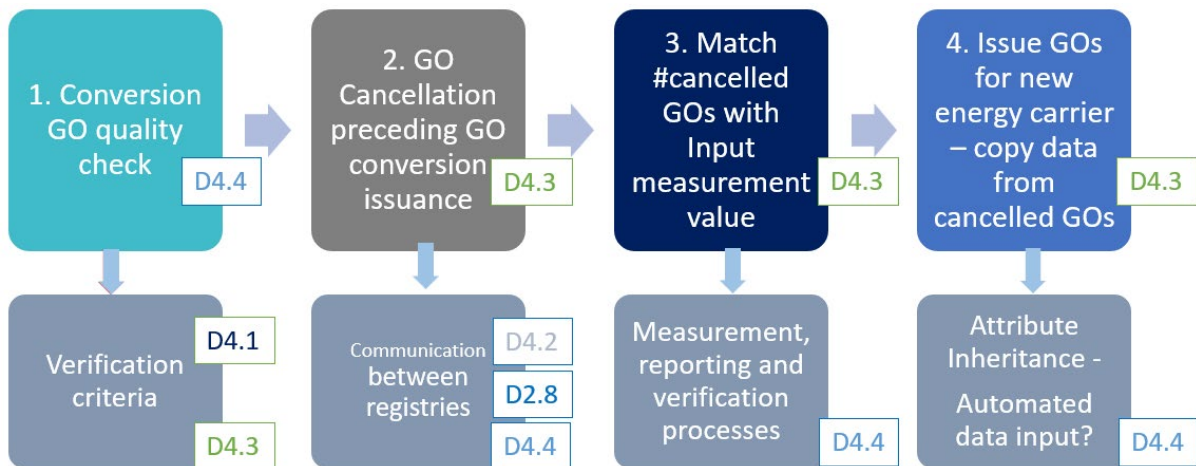 1. Conversion
GO quality
check
D4.4
2. GO
Cancellation
preceding GO
conversion
issuance
D4.3
3. Match
#cancelled
GOs with
Input
measurement
value
D4.3
4. Issue GOs
for new
energy carrier
– copy data
from
cancelled GOs
D4.3
Verification
criteria
D4.1
D4.3
Communication
between
registries
D4.2
D2.8
D4.4
Measurement,
reporting and
verification
processes
D4.4
Attribute
Inheritance -
Automated
data input?
D4.4